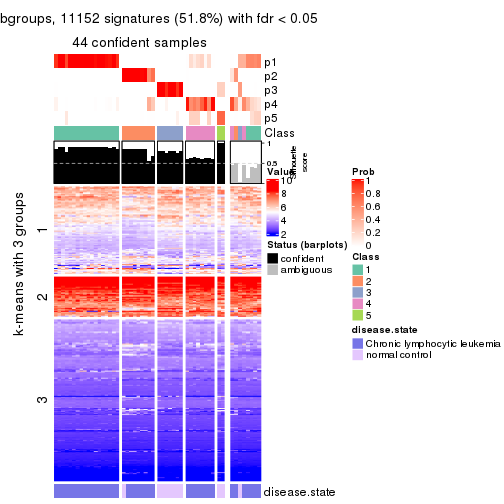 bgroups, 11152 signatures (51.8%) with fdr < 0.05
44 confident samples
p1
p2
p3
p4
p5
Class
1
0.5
Silhouette
score
k-means with 3 groups
1
2
3
Value
10
8
6
4
2
Status (barplots)
confident
ambiguous
Prob
1
0.8
0.6
0.4
0.2
0
Class
1
2
3
4
5
disease.state
Chronic lymphocytic leukemia
normal control
disease.state